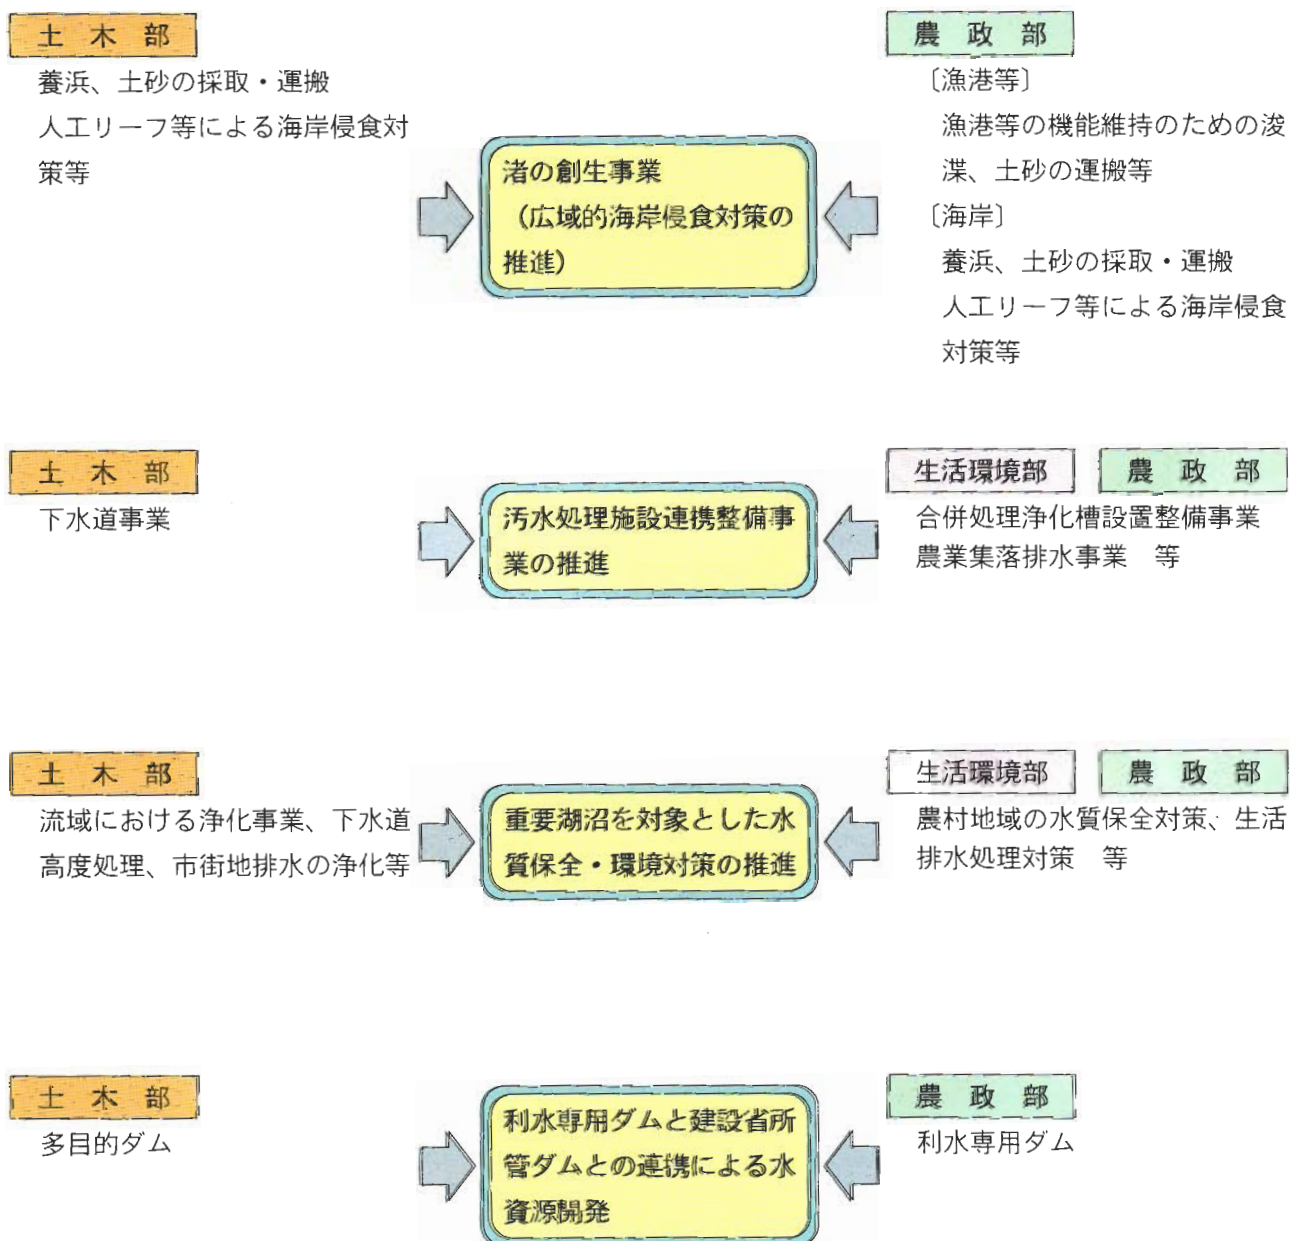 土木部
養浜、土砂の採取・運搬
人工リーフ等による海岸侵食対
策等
渚の創生事業
（広域的海岸侵食対策の
推進）
農政部
〔漁港等〕
漁港等の機能維持のための浚
渫、土砂の運搬等
〔海岸〕
養浜、土砂の採取・運搬
人工リーフ等による海岸侵食
対策等
土木部
下水道事業
汚水処理施設連携整備事
業の推進
生活環境部 農政部
合併処理浄化槽設置整備事業
農業集落排水事業　等
土木部
流域における浄化事業、下水道
高度処理、市街地排水の浄化等
重要湖沼を対象とした水
質保全・環境対策の推進
生活環境部 農政部
農村地域の水質保全対策、生活
排水処理対策　等
土木部
多目的ダム
利水専用ダムと建設省所
管ダムとの連携による水
資源開発
農政部
利水専用ダム